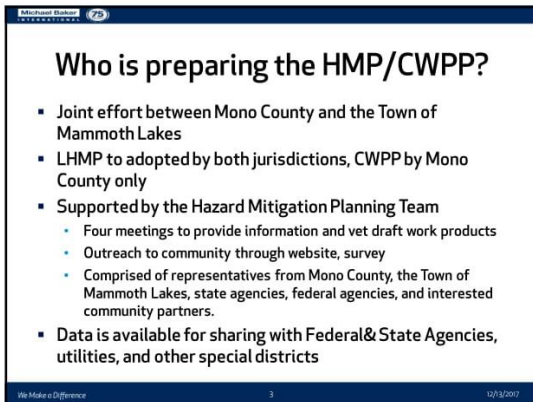 Michael Baker
INTERNATIONAL
75
Who is preparing the HMP/CWPP?
▪ Joint effort between Mono County and the Town of
Mammoth Lakes
▪ LHMP to adopted by both jurisdictions, CWPP by Mono
County only
▪ Supported by the Hazard Mitigation Planning Team
• Four meetings to provide information and vet draft work products
• Outreach to community through website, survey
• Comprised of representatives from Mono County, the Town of
Mammoth Lakes, state agencies, federal agencies, and interested
community partners.
▪ Data is available for sharing with Federal& State Agencies,
utilities, and other special districts
We Make a Difference 3 12/13/2017